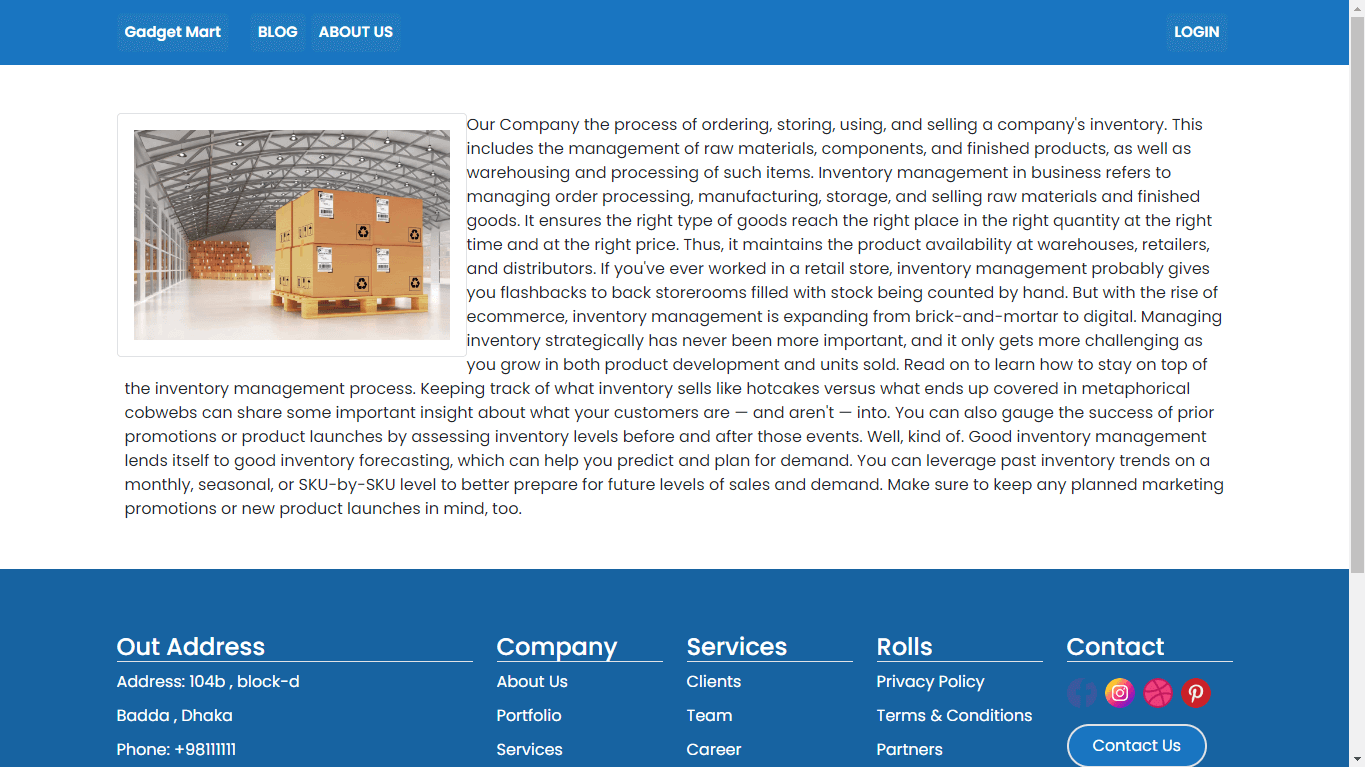 Gadget Mart BLOG ABOUT US LOGIN
Our Company the process of ordering, storing, using, and selling a company's inventory. This
includes the management of raw materials, components, and finished products, as well as
warehousing and processing of such items. Inventory management in business refers to
managing order processing, manufacturing, storage, and selling raw materials and finished
goods. It ensures the right type of goods reach the right place in the right quantity at the right
time and at the right price. Thus, it maintains the product availability at warehouses, retailers,
and distributors. If you've ever worked in a retail store, inventory management probably gives
you flashbacks to back storerooms filled with stock being counted by hand. But with the rise of
ecommerce, inventory management is expanding from brick-and-mortar to digital. Managing
inventory strategically has never been more important, and it only gets more challenging as
you grow in both product development and units sold. Read on to learn how to stay on top of
the inventory management process. Keeping track of what inventory sells like hotcakes versus what ends up covered in metaphorical
cobwebs can share some important insight about what your customers are — and aren't — into. You can also gauge the success of prior
promotions or product launches by assessing inventory levels before and after those events. Well, kind of. Good inventory management
lends itself to good inventory forecasting, which can help you predict and plan for demand. You can leverage past inventory trends on a
monthly, seasonal, or SKU-by-SKU level to better prepare for future levels of sales and demand. Make sure to keep any planned marketing
promotions or new product launches in mind, too.
Out Address
Address: 104b , block-d
Badda , Dhaka
Phone: +98111111
Company
About Us
Portfolio
Services
Services
Clients
Team
Career
Rolls
Privacy Policy
Terms & Conditions
Partners
Contact
Contact Us